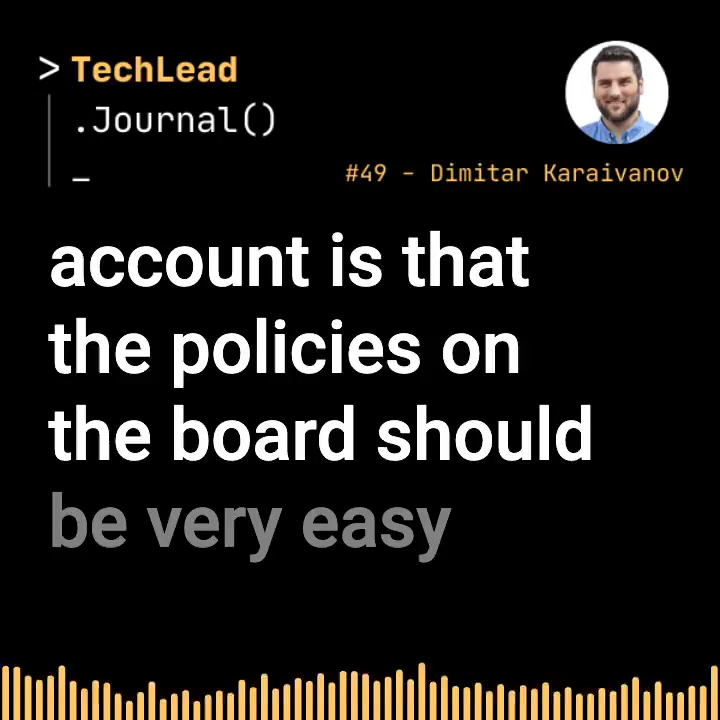 > TechLead
.Journal()
_
#49 - Dimitar Karaivanov
account is that
the policies on
the board should
be very easy